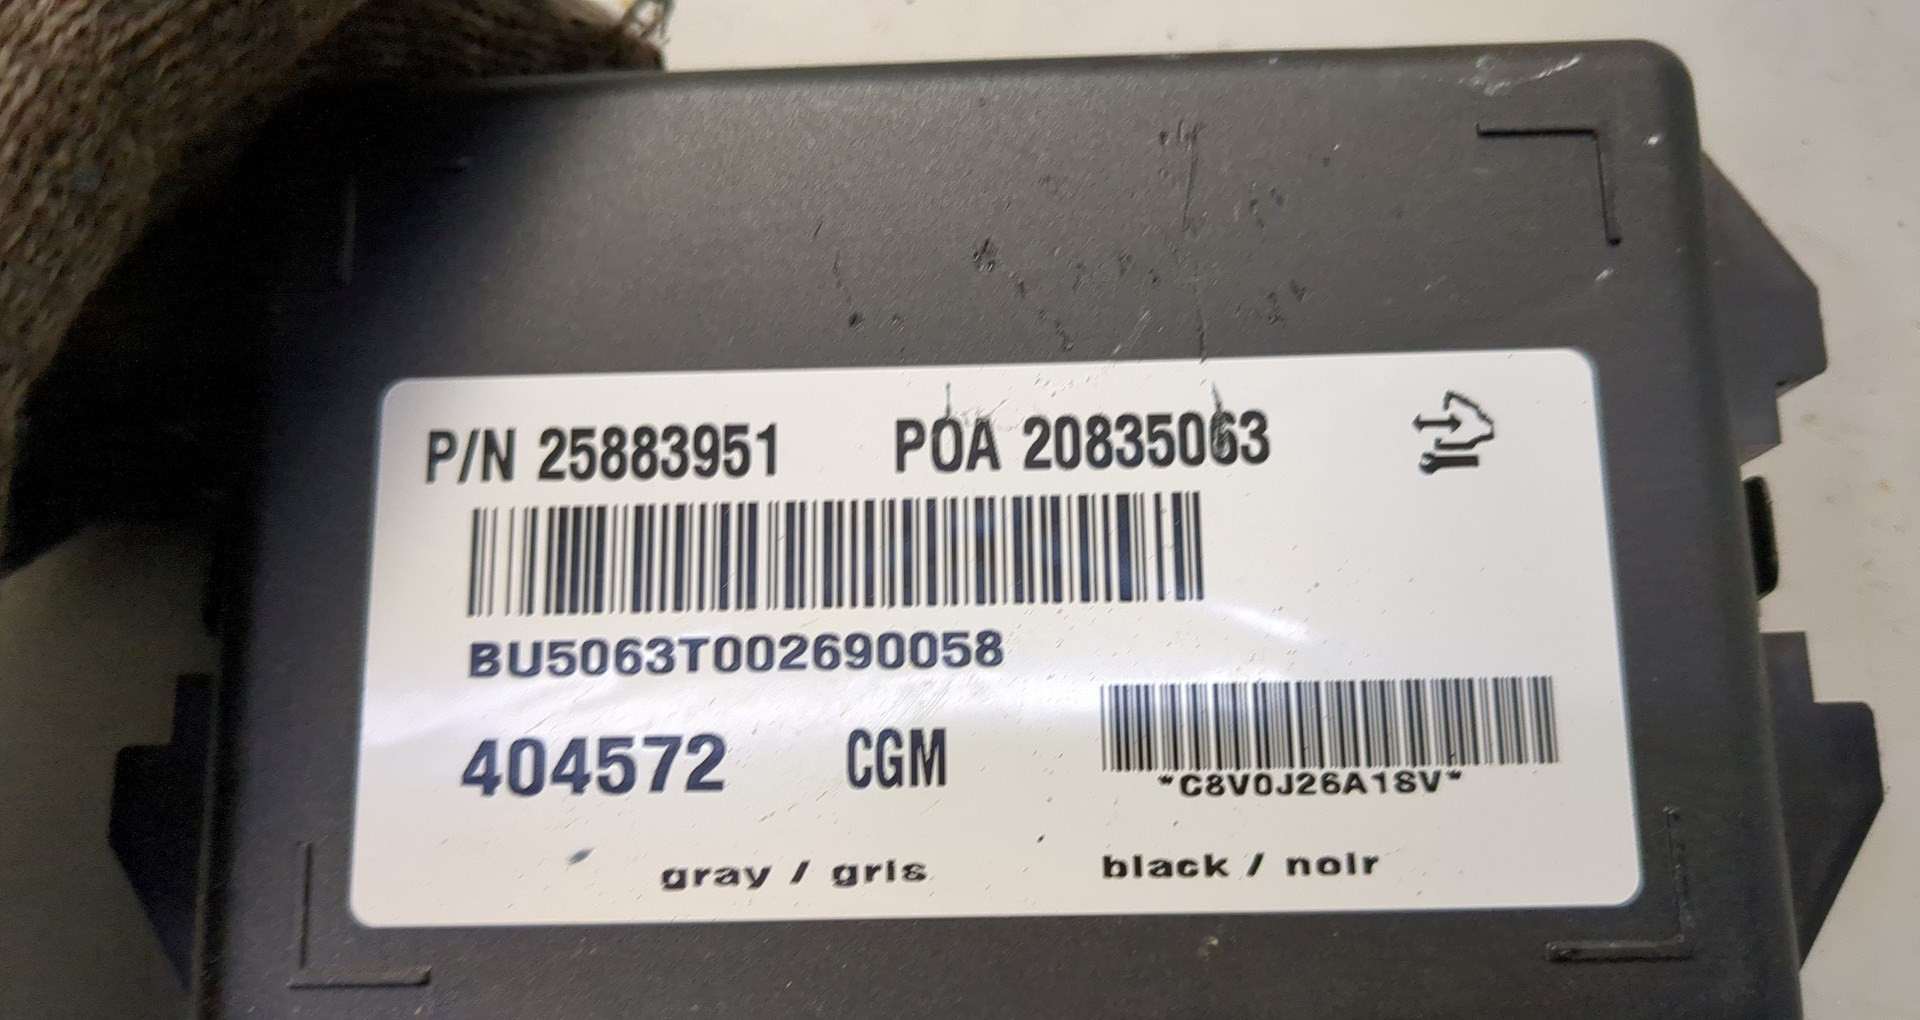 P/N 25883951 POA 20835063
BU5063T002690058
404572 CGM
*C8V0J26A18V*
gray / gris black / noir